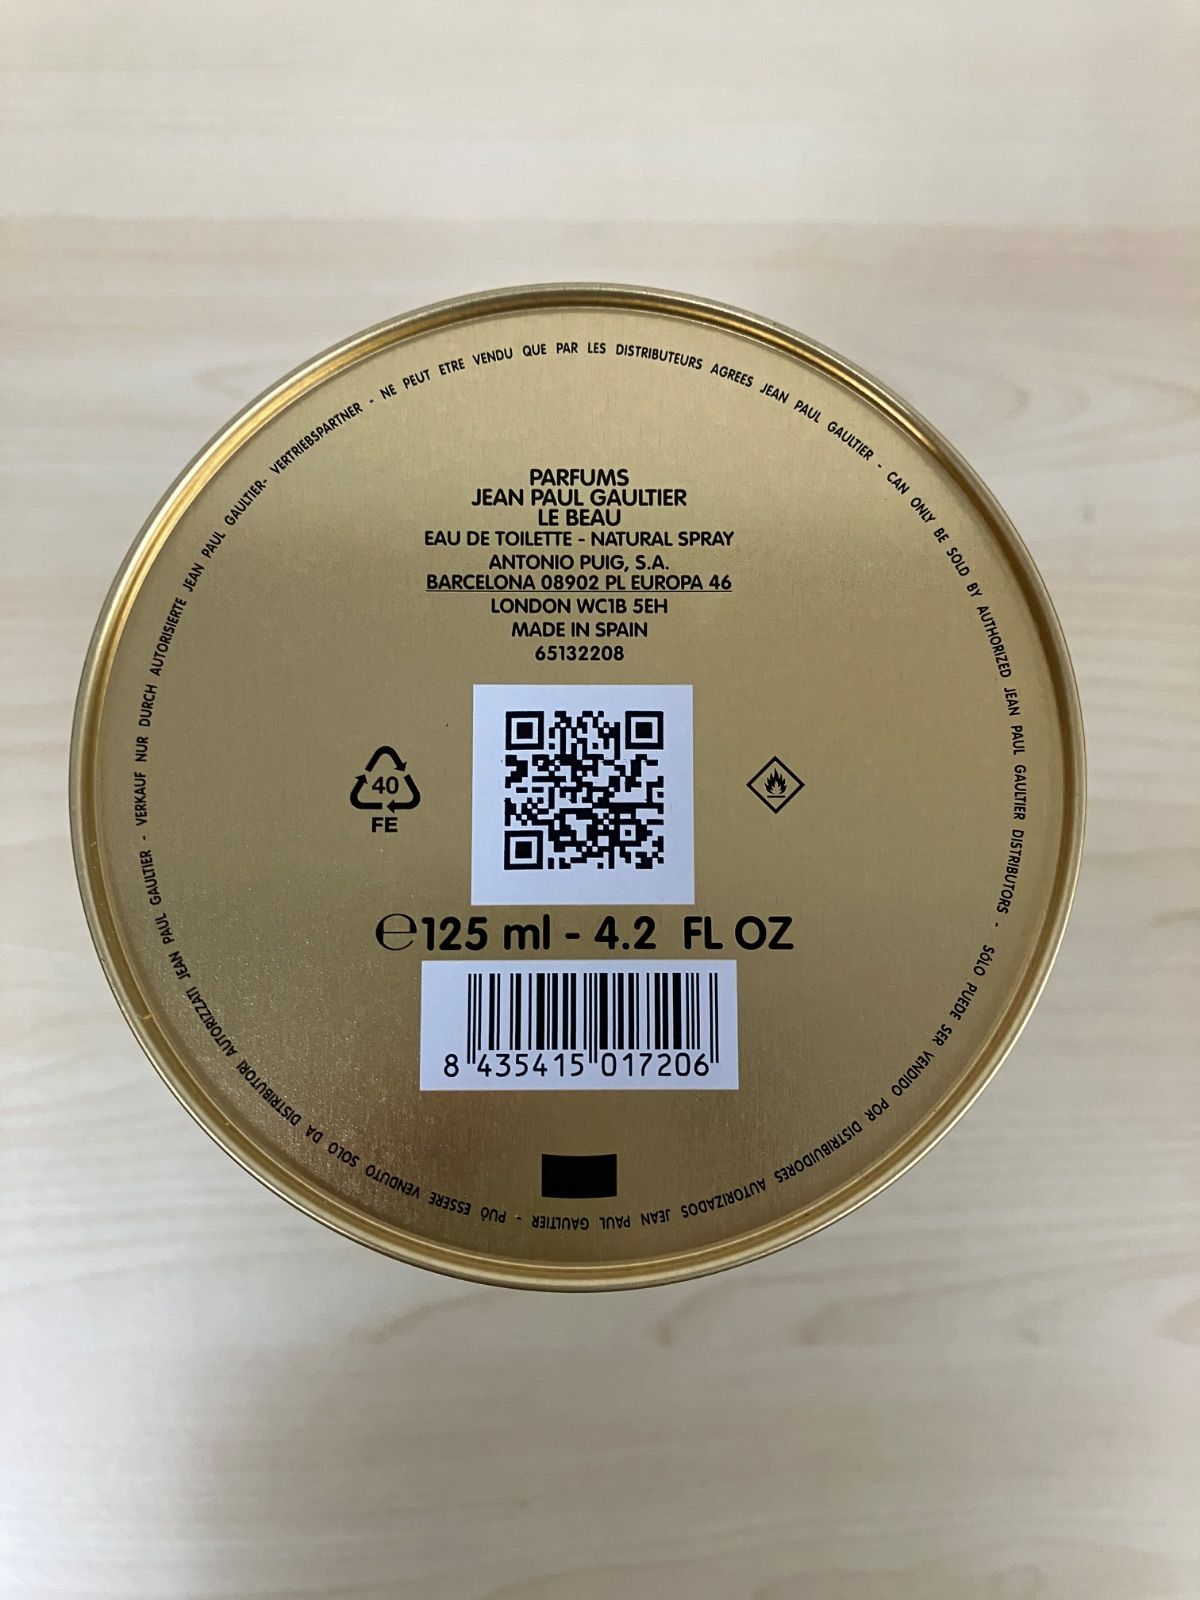 NE PEUT ETRE VENDU QUE PAR LES DISTRIBUTEURS AGREES JEAN PAUL GAULTIER - CAN ONLY BE SOLD BY AUTHORIZED JEAN PAUL GAULTIER DISTRIBUTORS - SÓLO PUEDE SER VENDIDO POR DISTRIBUIDORES AUTORIZADOS JEAN PAUL GAULTIER - PUÒ ESSERE VENDUTO SOLO DA DISTRIBUTORI AUTORIZZATI JEAN PAUL GAULTIER - VERKAUF NUR DURCH AUTORISIERTE JEAN PAUL GAULTIER- VERTRIEBSPARTNER -
PARFUMS
JEAN PAUL GAULTIER
LE BEAU
EAU DE TOILETTE - NATURAL SPRAY
ANTONIO PUIG, S.A.
BARCELONA 08902 PL EUROPA 46
LONDON WC1B 5EH
MADE IN SPAIN
65132208
40
FE
℮125 ml - 4.2 FL OZ
8 435415 017206